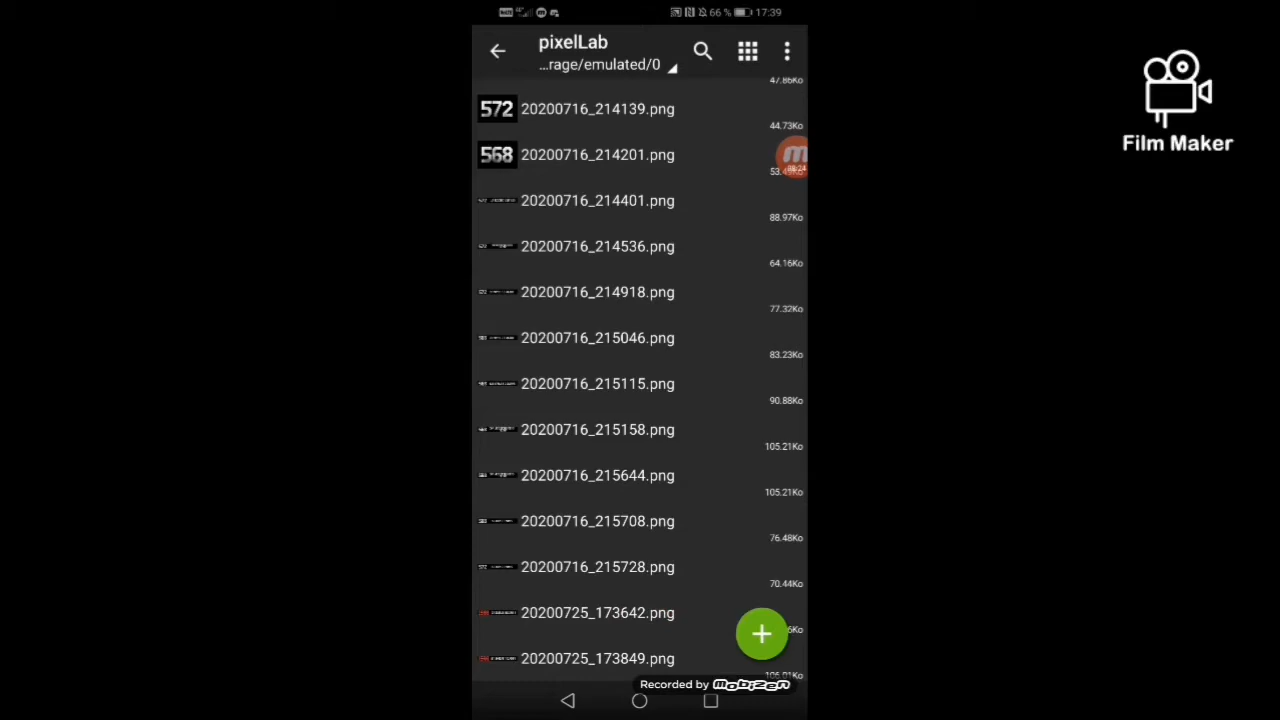 66 % 17:39
pixelLab
...rage/emulated/0
47.86Ko
572 20200716_214139.png
44.73Ko
568 20200716_214201.png
20200716_214401.png
88.97Ko
20200716_214536.png
64.16Ko
20200716_214918.png
77.32Ko
20200716_215046.png
83.23Ko
20200716_215115.png
90.88Ko
20200716_215158.png
105.21Ko
20200716_215644.png
105.21Ko
20200716_215708.png
76.48Ko
20200716_215728.png
70.44Ko
20200725_173642.png
6Ko
20200725_173849.png
106.01Ko
Recorded by mobizen
Film Maker